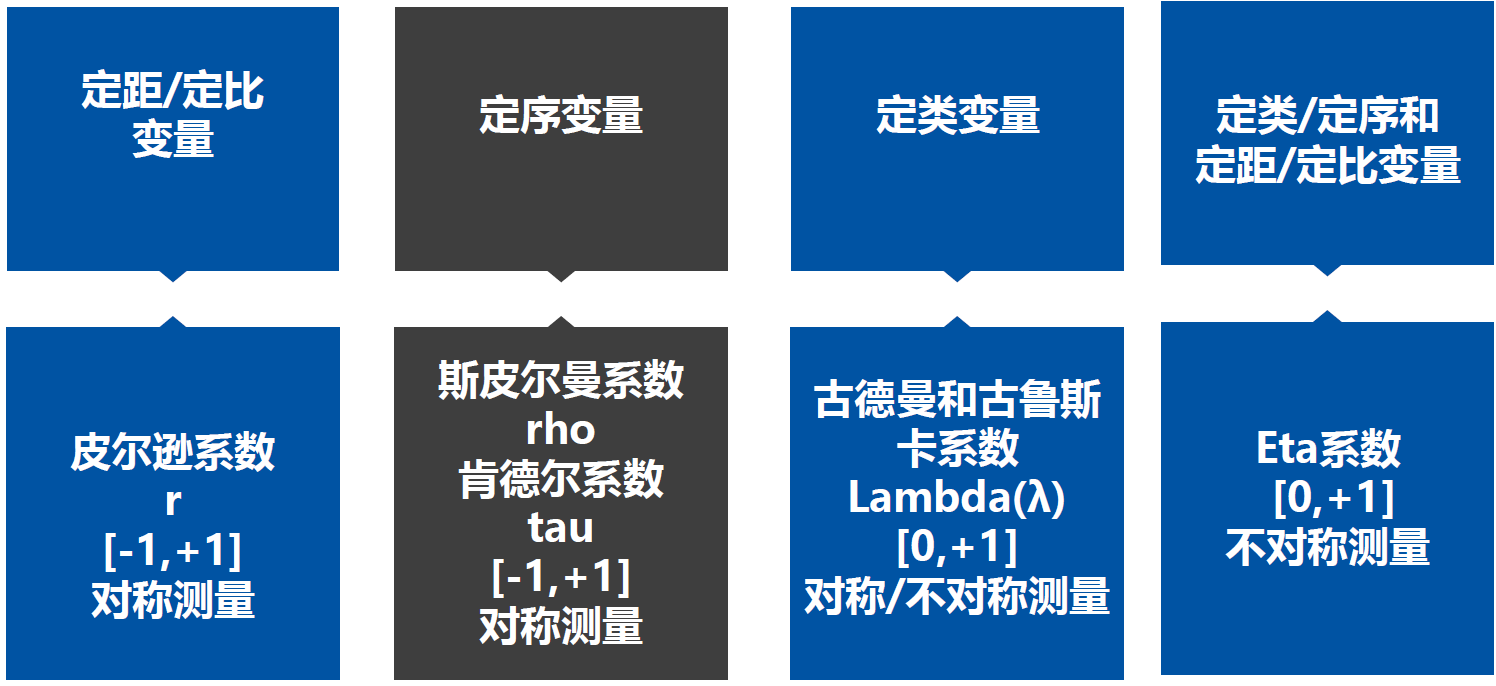 定距/定比
变量
定序变量
定类变量
定类/定序和
定距/定比变量
皮尔逊系数
r
[-1,+1]
对称测量
斯皮尔曼系数
rho
肯德尔系数
tau
[-1,+1]
对称测量
古德曼和古鲁斯
卡系数
Lambda(λ)
[0,+1]
对称/不对称测量
Eta系数
[0,+1]
不对称测量